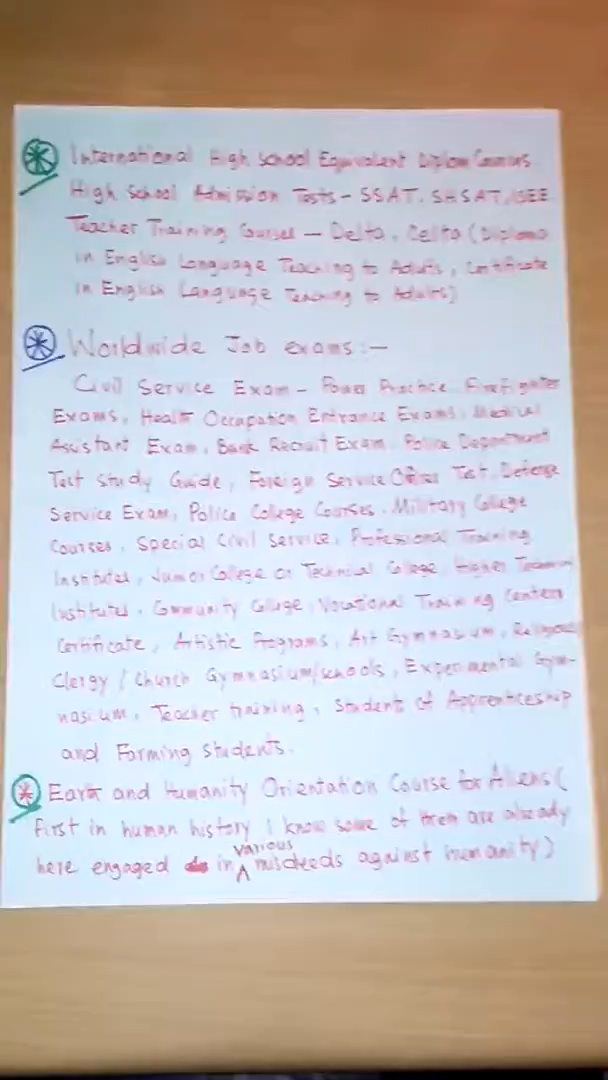 International High School Equivalent Diplom Courses
High School Admission Tests - SSAT, SHSAT, ISEE
Teacher Training Courses - Delta, Celta (Diploma
in English Language Teaching to Adults, Certificate
in English Language Teaching to Adults)
Worldwide Job exams:-
Civil Service Exam - Power Practice, Firefighter
Exams, Health Occupation Entrance Exams, Medical
Assistant Exam, Bank Recruit Exam, Police Department
Test Study Guide, Foreign Service Officer Test, Defense
Service Exam, Police College Courses, Military College
Courses, Special Civil Service, Professional Training
Institutes, Junior College or Technical College, Higher Technical
Institutes, Community College, Vocational Training Centers
Certificate, Artistic Programs, Art Gymnasium, Religious
Clergy / Church Gymnasium/schools, Experimental Gym-
nasium, Teacher training, Students of Apprenticeship
and Farming Students.
Earth and Humanity Orientation Course for Aliens (
First in human history I know some of them are already
here engaged in various misdeeds against humanity)